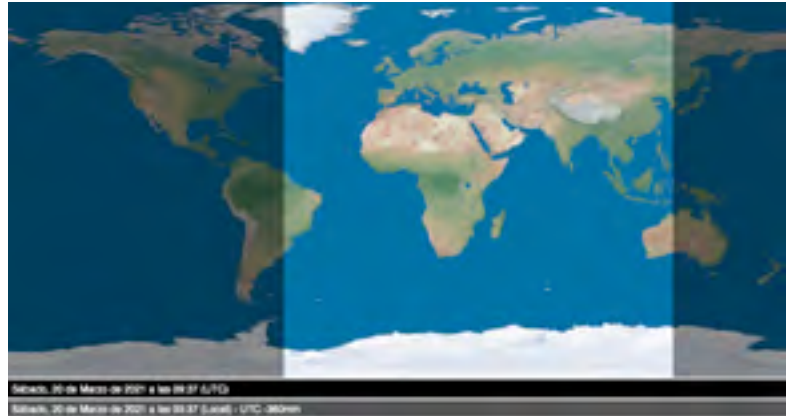 Sábado, 20 de Marzo de 2021 a las 09:37 (UTC)
Sábado, 20 de Marzo de 2021 a las 03:37 (Local) - UTC -360min